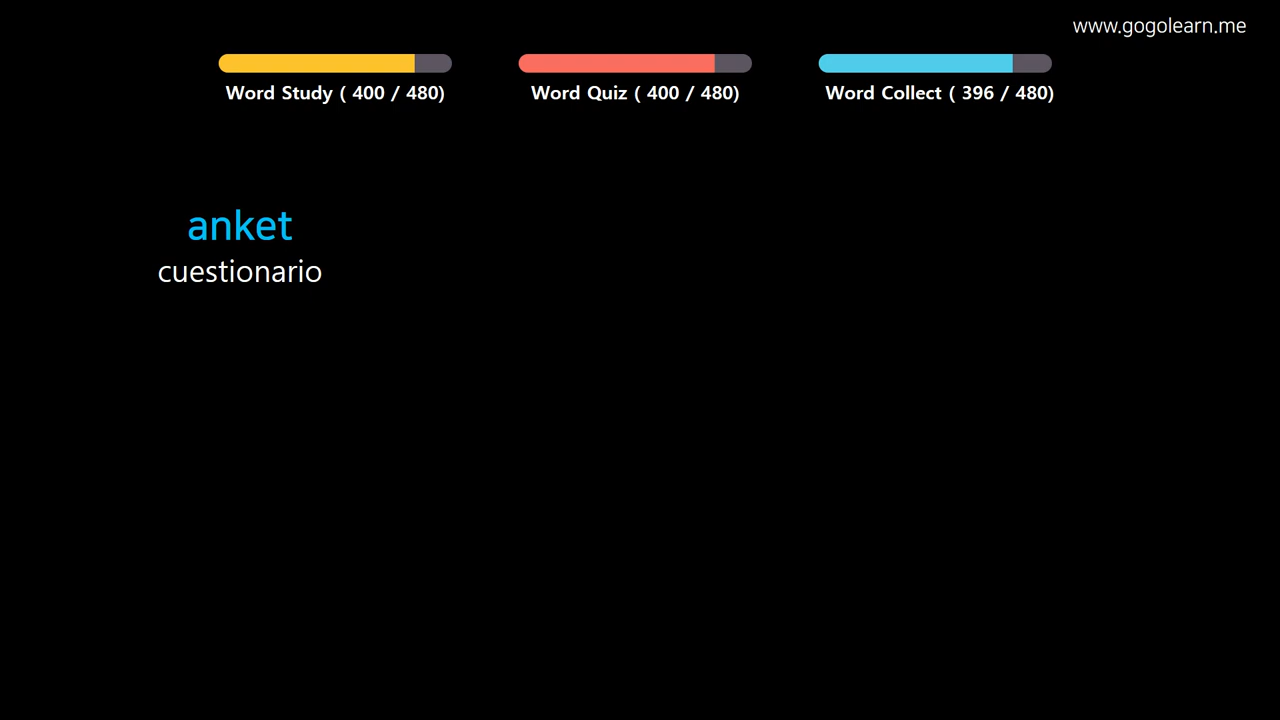 www.gogolearn.me
Word Study ( 400 / 480)
Word Quiz ( 400 / 480)
Word Collect ( 396 / 480)
anket
cuestionario